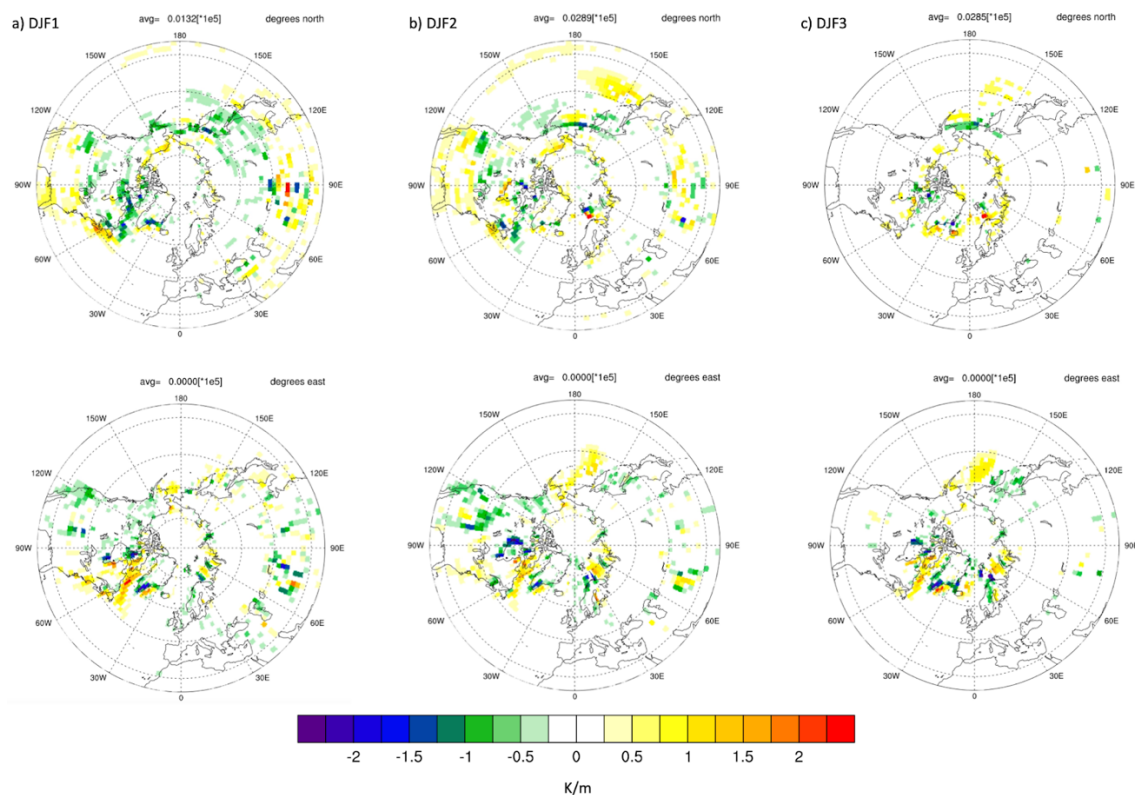 a) DJF1
avg= 0.0132[*1e5] degrees north
180
150W 150E
120W 120E
90W 90E
60W 60E
30W 30E
0
b) DJF2
avg= 0.0289[*1e5] degrees north
180
150W 150E
120W 120E
90W 90E
60W 60E
30W 30E
0
c) DJF3
avg= 0.0285[*1e5] degrees north
180
150W 150E
120W 120E
90W 90E
60W 60E
30W 30E
0
avg= 0.0000[*1e5] degrees east
180
150W 150E
120W 120E
90W 90E
60W 60E
30W 30E
0
avg= 0.0000[*1e5] degrees east
180
150W 150E
120W 120E
90W 90E
60W 60E
30W 30E
0
avg= 0.0000[*1e5] degrees east
180
150W 150E
120W 120E
90W 90E
60W 60E
30W 30E
0
-2 -1.5 -1 -0.5 0 0.5 1 1.5 2
K/m